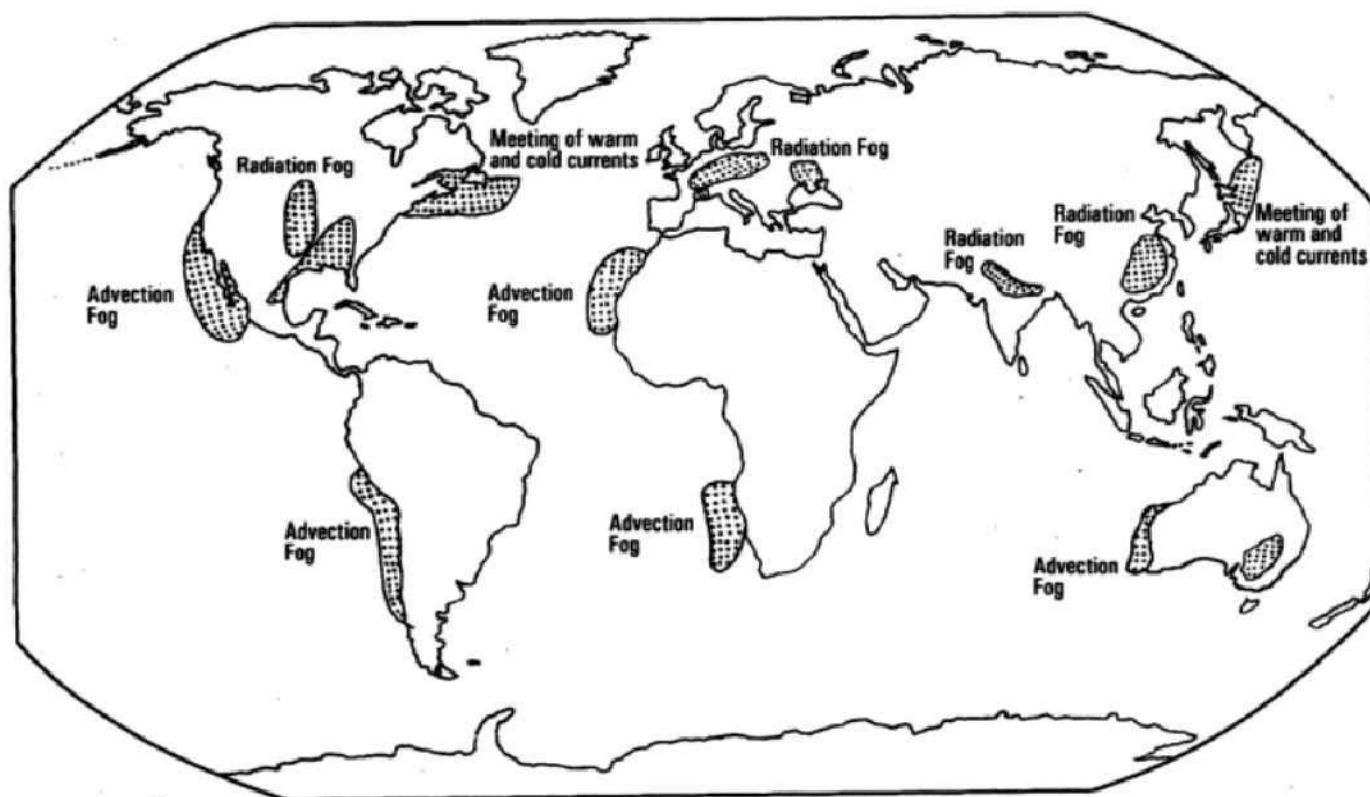 Meeting of warm
and cold currents
Radiation Fog
Radiation Fog
Radiation
Fog
Meeting of
warm and
cold currents
Radiation
Fog
Advection
Fog
Advection
Fog
Advection
Fog
Advection
Fog
Advection
Fog